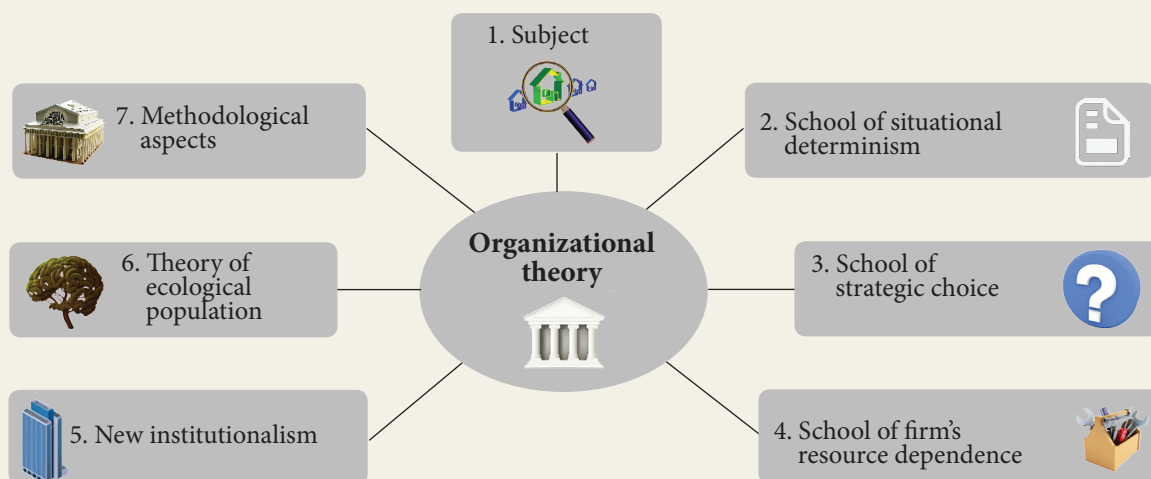 1. Subject
2. School of situational
determinism
3. School of
strategic choice
4. School of firm's
resource dependence
5. New institutionalism
6. Theory of
ecological
population
7. Methodological
aspects
Organizational
theory